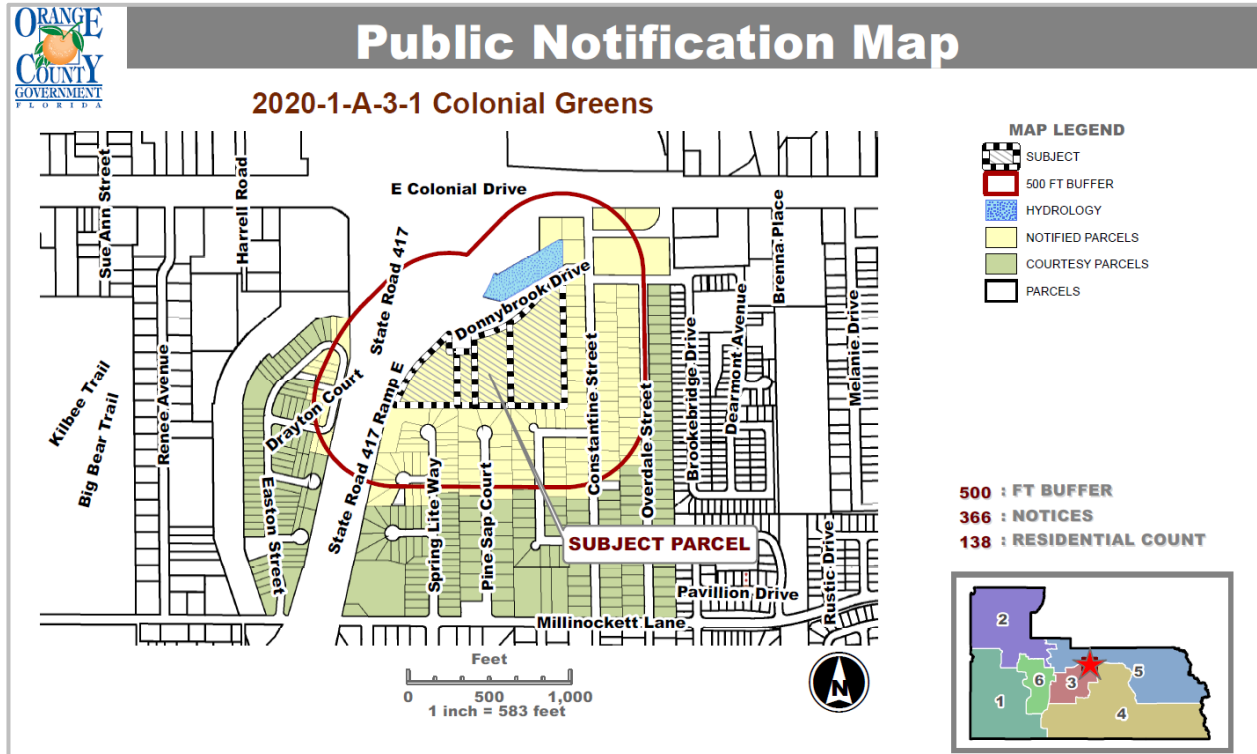 ORANGE
COUNTY
GOVERNMENT
FLORIDA
Public Notification Map
2020-1-A-3-1 Colonial Greens
MAP LEGEND
SUBJECT
500 FT BUFFER
HYDROLOGY
NOTIFIED PARCELS
COURTESY PARCELS
PARCELS
E Colonial Drive
Sue Ann Street
Harrell Road
State Road 417
Brenna Place
Donnybrook Drive
Kilbee Trail
Big Bear Trail
Renee Avenue
Drayton Court
State Road 417 Ramp E
Constantine Street
Overdale Street
Brookebridge Drive
Dearmont Avenue
Melanie Drive
Easton Street
Spring Lite Way
Pine Sap Court
SUBJECT PARCEL
Pavillion Drive
Rustic Drive
Millinockett Lane
500 : FT BUFFER
366 : NOTICES
138 : RESIDENTIAL COUNT
Feet
0 500 1,000
1 inch = 583 feet
N
2
6
3
5
1
4